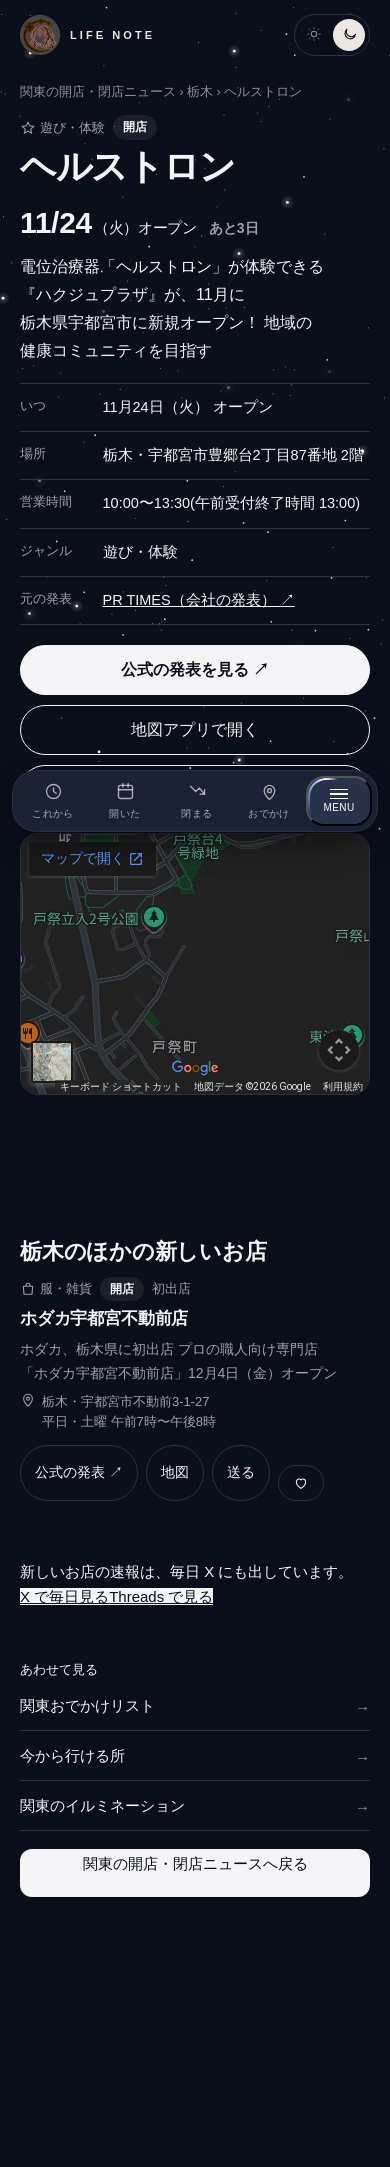 LIFE NOTE
関東の開店・閉店ニュース › 栃木 › ヘルストロン
遊び・体験 開店
ヘルストロン
11/24（火）オープン あと3日
電位治療器「ヘルストロン」が体験できる
『ハクジュプラザ』が、11月に
栃木県宇都宮市に新規オープン！ 地域の
健康コミュニティを目指す
いつ 11月24日（火） オープン
場所 栃木・宇都宮市豊郷台2丁目87番地 2階
営業時間 10:00〜13:30(午前受付終了時間 13:00)
ジャンル 遊び・体験
元の発表 PR TIMES（会社の発表） ↗
公式の発表を見る ↗
地図アプリで開く
これから 開いた 閉まる おでかけ MENU
戸祭台4
号緑地
マップで開く
戸祭立入2号公園
戸祭山
戸祭町
東
Google
キーボード ショートカット 地図データ ©2026 Google 利用規約
栃木のほかの新しいお店
服・雑貨 開店 初出店
ホダカ宇都宮不動前店
ホダカ、栃木県に初出店 プロの職人向け専門店
「ホダカ宇都宮不動前店」12月4日（金）オープン
栃木・宇都宮市不動前3-1-27
平日・土曜 午前7時〜午後8時
公式の発表 ↗ 地図 送る
新しいお店の速報は、毎日 X にも出しています。
X で毎日見るThreads で見る
あわせて見る
関東おでかけリスト →
今から行ける所 →
関東のイルミネーション →
関東の開店・閉店ニュースへ戻る